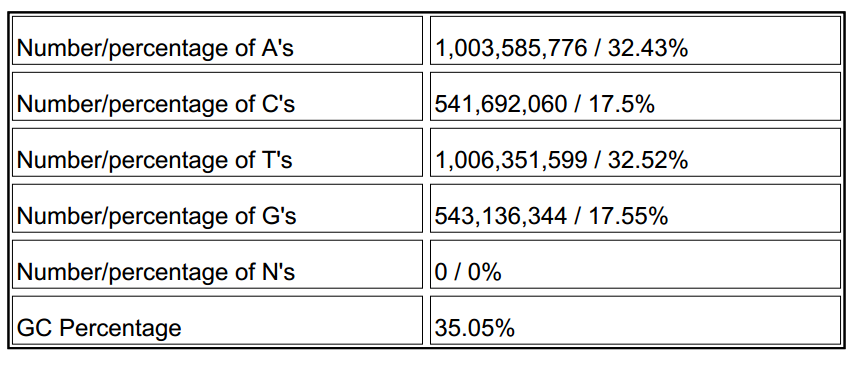 Number/percentage of A's 1,003,585,776 / 32.43%
Number/percentage of C's 541,692,060 / 17.5%
Number/percentage of T's 1,006,351,599 / 32.52%
Number/percentage of G's 543,136,344 / 17.55%
Number/percentage of N's 0 / 0%
GC Percentage 35.05%